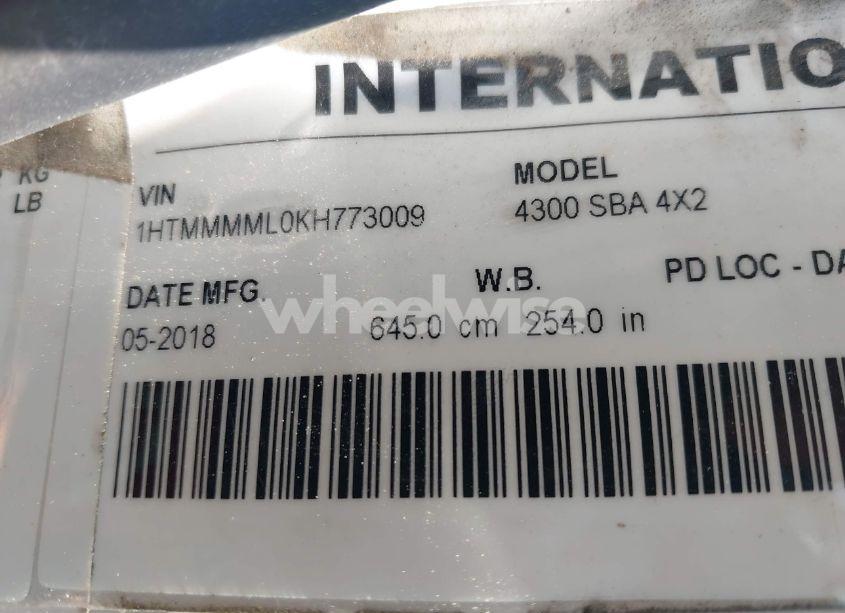 INTERNATIO
KG
LB
VIN
MODEL
1HTMMMML0KH773009
4300 SBA 4X2
DATE MFG.
W.B.
PD LOC - DA
05-2018
645.0 cm 254.0 in
wheelwise